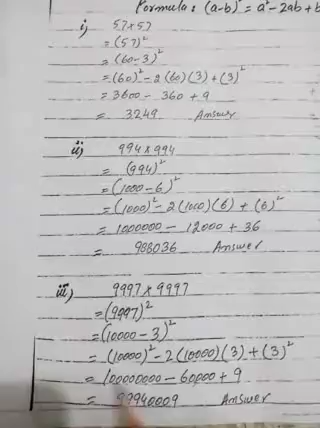 Formula: (a-b)² = a² - 2ab + b
i) 57×57
= (57)²
= (60-3)²
= (60)² - 2(60)(3) + (3)²
= 3600 - 360 + 9
= 3249 Answer
ii) 994 × 994
= (994)²
= (1000 - 6)²
= (1000)² - 2(1000)(6) + (6)²
= 1000000 - 12000 + 36
= 988036 Answer
iii) 9997 × 9997
= (9997)²
= (10000 - 3)²
= (10000)² - 2(10000)(3) + (3)²
= 100000000 - 60000 + 9
= 99940009 Answer